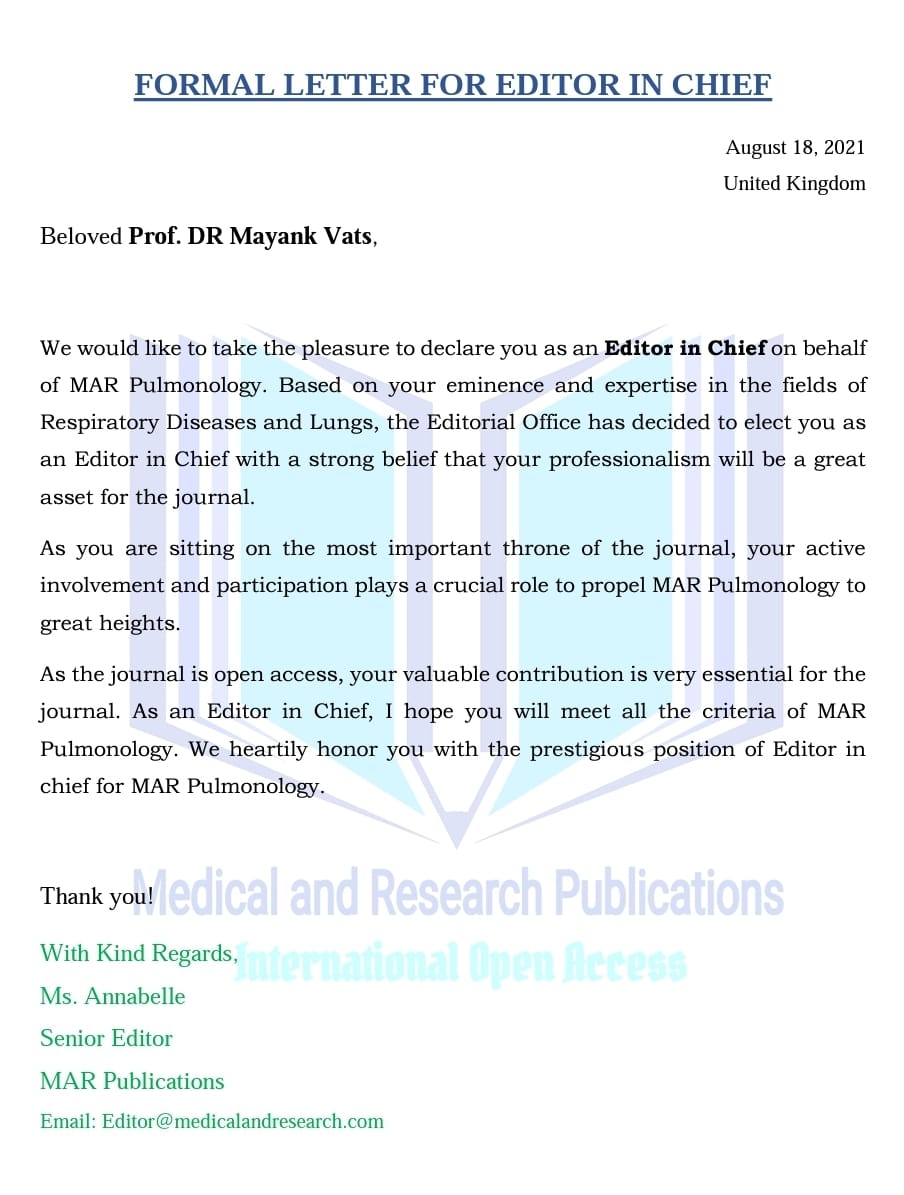 FORMAL LETTER FOR EDITOR IN CHIEF
August 18, 2021
United Kingdom
Beloved Prof. DR Mayank Vats,
We would like to take the pleasure to declare you as an Editor in Chief on behalf
of MAR Pulmonology. Based on your eminence and expertise in the fields of
Respiratory Diseases and Lungs, the Editorial Office has decided to elect you as
an Editor in Chief with a strong belief that your professionalism will be a great
asset for the journal.
As you are sitting on the most important throne of the journal, your active
involvement and participation plays a crucial role to propel MAR Pulmonology to
great heights.
As the journal is open access, your valuable contribution is very essential for the
journal. As an Editor in Chief, I hope you will meet all the criteria of MAR
Pulmonology. We heartily honor you with the prestigious position of Editor in
chief for MAR Pulmonology.
Thank you!
Medical and Research Publications
With Kind Regards,
International Open Access
Ms. Annabelle
Senior Editor
MAR Publications
Email: Editor@medicalandresearch.com